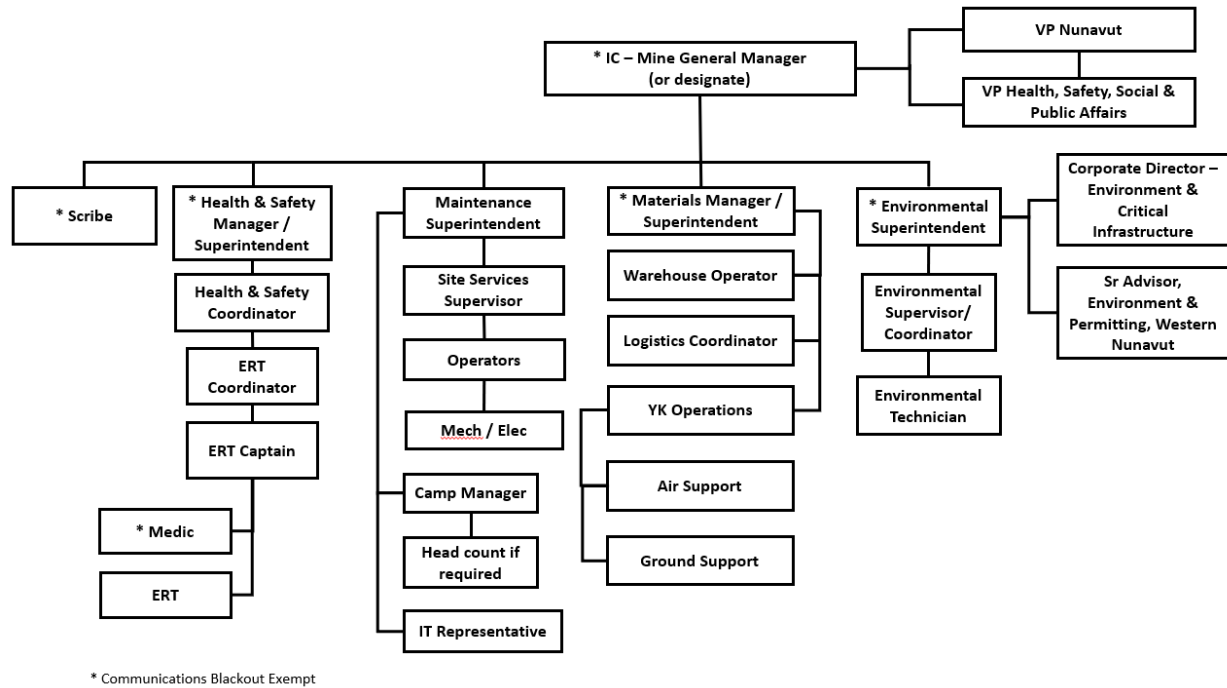 VP Nunavut
* IC – Mine General Manager
(or designate)
VP Health, Safety, Social &
Public Affairs
* Scribe
* Health & Safety
Manager /
Superintendent
Health & Safety
Coordinator
ERT
Coordinator
ERT Captain
* Medic
ERT
Maintenance
Superintendent
Site Services
Supervisor
Operators
Mech / Elec
Camp Manager
Head count if
required
IT Representative
* Materials Manager /
Superintendent
Warehouse Operator
Logistics Coordinator
YK Operations
Air Support
Ground Support
* Environmental
Superintendent
Environmental
Supervisor/
Coordinator
Environmental
Technician
Corporate Director –
Environment &
Critical
Infrastructure
Sr Advisor,
Environment &
Permitting, Western
Nunavut
* Communications Blackout Exempt